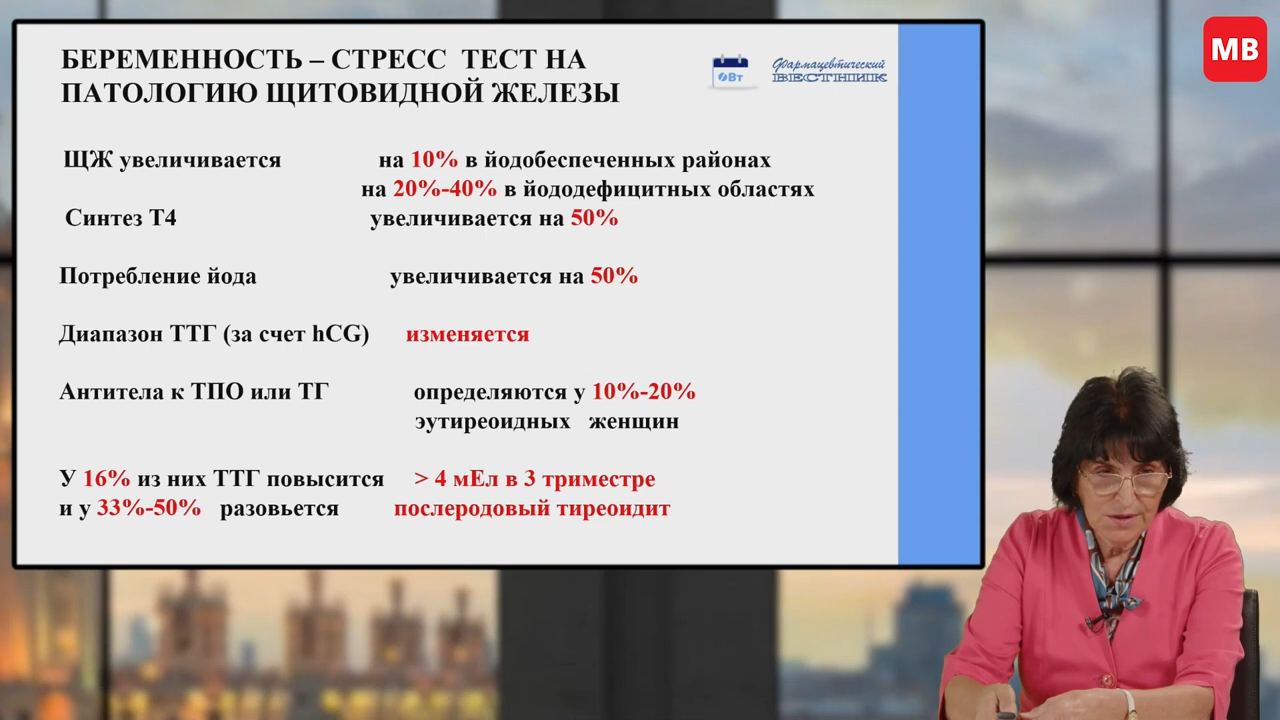 БЕРЕМЕННОСТЬ – СТРЕСС ТЕСТ НА
ПАТОЛОГИЮ ЩИТОВИДНОЙ ЖЕЛЕЗЫ
ФВт
Фармацевтический
ВЕСТНИК
МВ
ЩЖ увеличивается на 10% в йодобеспеченных районах
на 20%-40% в йододефицитных областях
Синтез Т4 увеличивается на 50%
Потребление йода увеличивается на 50%
Диапазон ТТГ (за счет hCG) изменяется
Антитела к ТПО или ТГ определяются у 10%-20%
эутиреоидных женщин
У 16% из них ТТГ повысится > 4 мЕл в 3 триместре
и у 33%-50% разовьется послеродовый тиреоидит